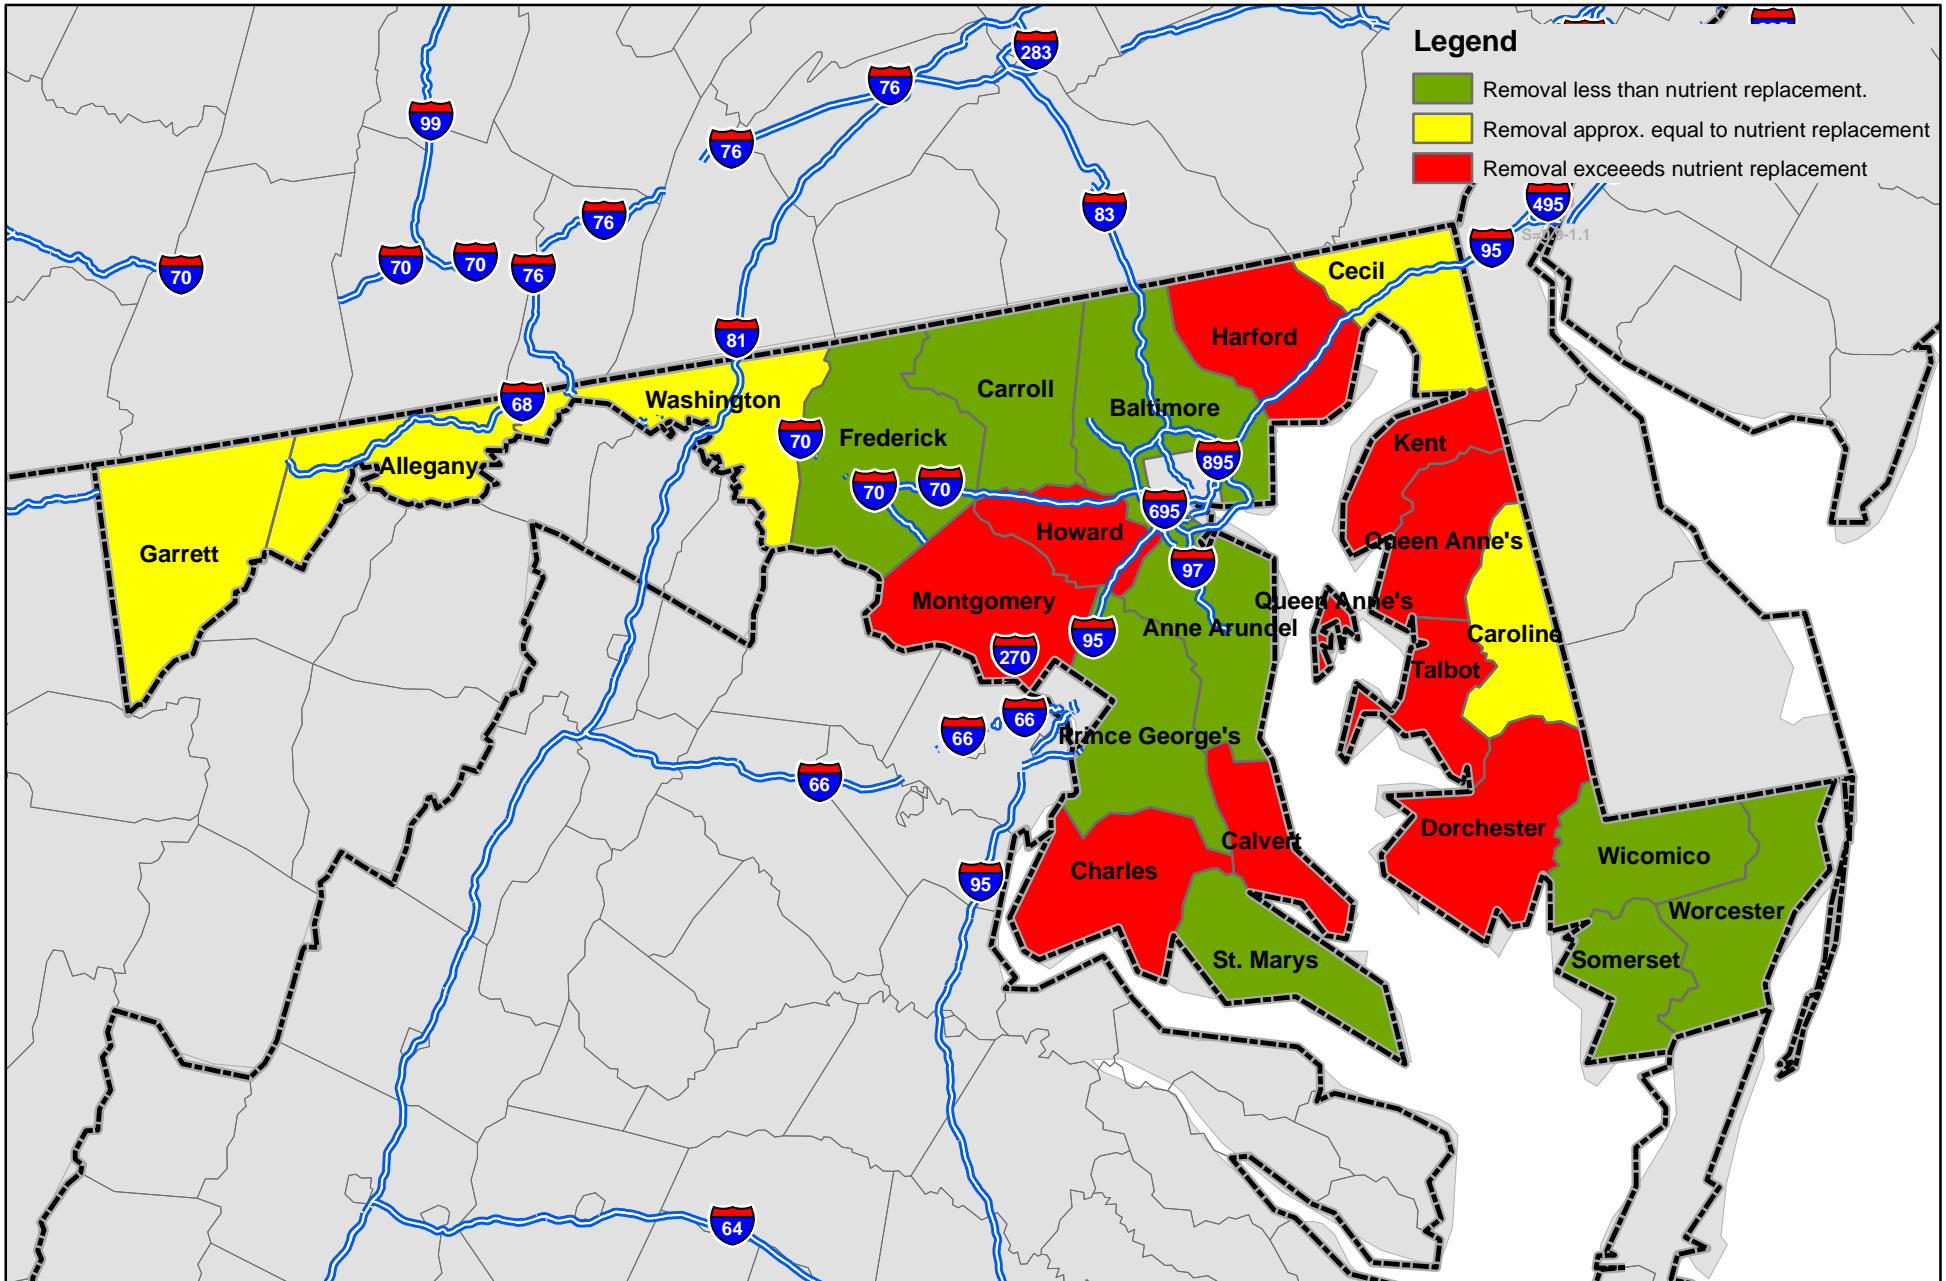 Legend
Removal less than nutrient replacement.
Removal approx. equal to nutrient replacement
Removal exceeeds nutrient replacement
283
76
99
76
495
83
76
95
70
70
70
76
Cecil
81
Harford
68
Washington
Carroll
Baltimore
70
Frederick
Kent
Allegany
895
70
70
695
Howard
Queen Anne's
Garrett
97
Montgomery
Queen Anne's
Anne Arundel
95
Caroline
270
Talbot
66
66
Prince George's
66
Dorchester
Calvert
Wicomico
Charles
95
Worcester
St. Marys
Somerset
64